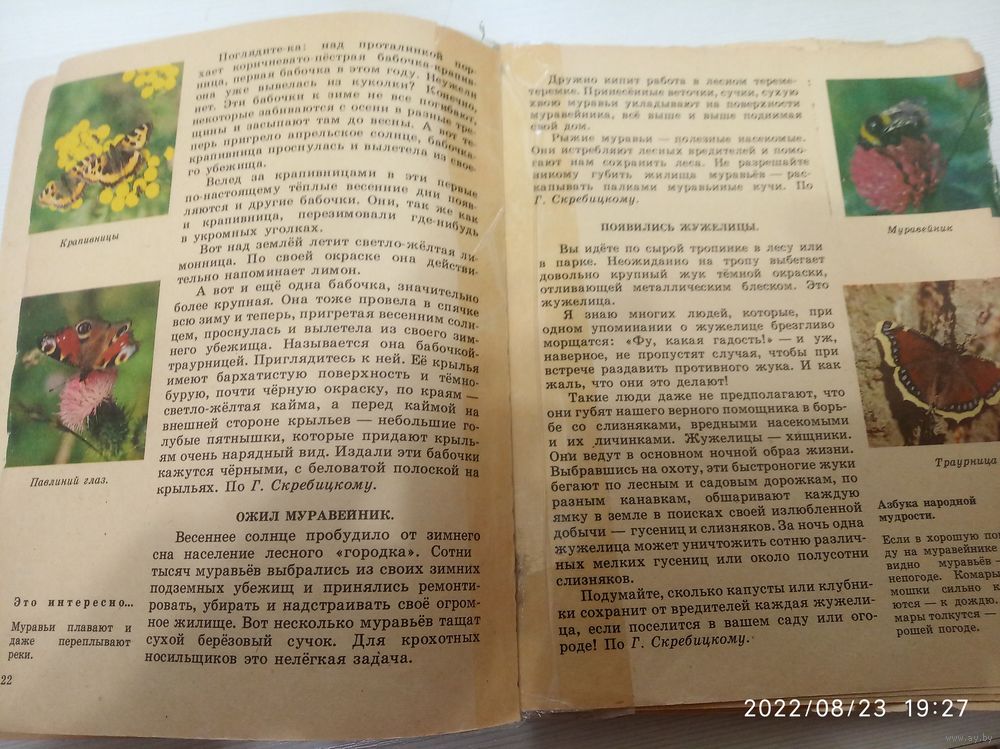 Поглядите-ка: над проталинкой пор-
хает коричневато-пёстрая бабочка-крапив-
ница, первая бабочка в этом году. Неужели
она уже вывелась из куколки? Конечно,
нет. Эти бабочки к зиме не все погибают,
некоторые забиваются с осени в разные тре-
щины и засыпают там до весны. А вот те-
перь пригрело апрельское солнце, бабочка-
крапивница проснулась и вылетела из свое-
го убежища.
Вслед за крапивницами в эти первые
по-настоящему тёплые весенние дни появ-
ляются и другие бабочки. Они, так же как
и крапивница, перезимовали где-нибудь
в укромных уголках.
Вот над землёй летит светло-жёлтая ли-
монница. По своей окраске она действи-
тельно напоминает лимон.
А вот и ещё одна бабочка, значительно
более крупная. Она тоже провела в спячке
всю зиму и теперь, пригретая весенним солн-
цем, проснулась и вылетела из своего зим-
него убежища. Называется она бабочкой-
траурницей. Приглядитесь к ней. Её крылья
имеют бархатистую поверхность и тёмно-
бурую, почти чёрную окраску, по краям —
светло-жёлтая кайма, а перед каймой на
внешней стороне крыльев — небольшие го-
лубые пятнышки, которые придают крыль-
ям очень нарядный вид. Издали эти бабочки
кажутся чёрными, с беловатой полоской на
крыльях. По Г. Скребицкому.
ОЖИЛ МУРАВЕЙНИК.
Весеннее солнце пробудило от зимнего
сна население лесного «городка». Сотни
тысяч муравьёв выбрались из своих зимних
подземных убежищ и принялись ремонти-
ровать, убирать и надстраивать своё огром-
ное жилище. Вот несколько муравьёв тащат
сухой берёзовый сучок. Для крохотных
носильщиков это нелёгкая задача.
Крапивницы
Павлиний глаз.
Это интересно...
Муравьи плавают и
даже переплывают
реки.
22
Дружно кипит работа в лесном тереме-
теремке. Принесённые веточки, сучки, сухую
хвою муравьи укладывают на поверхности
муравейника, всё выше и выше поднимая
свой дом.
Рыжие муравьи — полезные насекомые.
Они истребляют лесных вредителей и помо-
гают нам сохранить леса. Не разрешайте
никому губить жилища муравьёв — рас-
капывать палками муравьиные кучи. По
Г. Скребицкому.
ПОЯВИЛИСЬ ЖУЖЕЛИЦЫ.
Вы идёте по сырой тропинке в лесу или
в парке. Неожиданно на тропу выбегает
довольно крупный жук тёмной окраски,
отливающей металлическим блеском. Это
жужелица.
Я знаю многих людей, которые, при
одном упоминании о жужелице брезгливо
морщатся: «Фу, какая гадость!» — и уж,
наверное, не пропустят случая, чтобы при
встрече раздавить противного жука. И как
жаль, что они это делают!
Такие люди даже не предполагают, что
они губят нашего верного помощника в борь-
бе со слизняками, вредными насекомыми
и их личинками. Жужелицы — хищники.
Они ведут в основном ночной образ жизни.
Выбравшись на охоту, эти быстроногие жуки
бегают по лесным и садовым дорожкам, по
разным канавкам, обшаривают каждую
ямку в земле в поисках своей излюбленной
добычи — гусениц и слизняков. За ночь одна
жужелица может уничтожить сотню различ-
ных мелких гусениц или около полусотни
слизняков.
Подумайте, сколько капусты или клубни-
ки сохранит от вредителей каждая жужели-
ца, если поселится в вашем саду или ого-
роде! По Г. Скребицкому.
Муравейник
Траурница
Азбука народной
мудрости.
Если в хорошую
ду на муравейнике
видно муравьёв —
непогоде. Комары
мошки сильно
ются — к дождю.
мары толкутся —
рошей погоде.
2022/08/23 19:27
www.ay.by